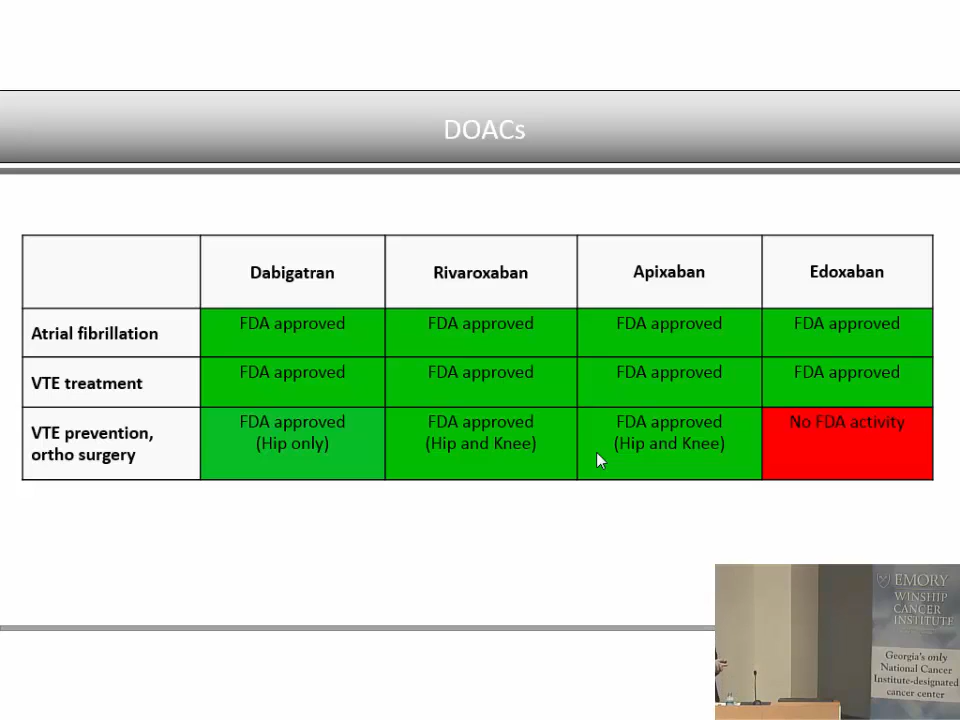 DOACs
Dabigatran
Rivaroxaban
Apixaban
Edoxaban
Atrial fibrillation
FDA approved
FDA approved
FDA approved
FDA approved
VTE treatment
FDA approved
FDA approved
FDA approved
FDA approved
VTE prevention,
ortho surgery
FDA approved
(Hip only)
FDA approved
(Hip and Knee)
FDA approved
(Hip and Knee)
No FDA activity
EMORY
WINSHIP
CANCER
INSTITUTE
Georgia's only
National Cancer
Institute-designated
cancer center